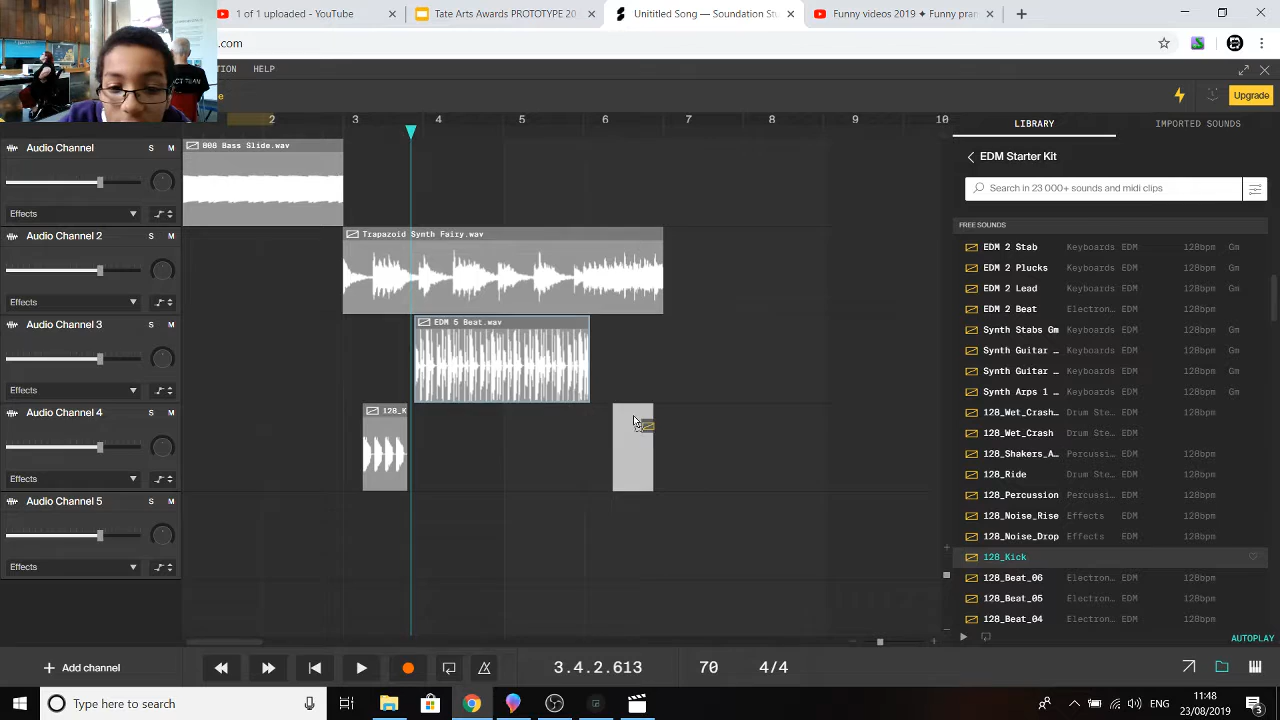 1 of 1 uploaded - YouTube
Take Art Awards PROTOTYPE 20
Untitled Song — Soundation Stu
Funny
2019 • Funny pran
.com
TION HELP
CT TEAM
e
Upgrade
2 3 4 5 6 7 8 9 10
LIBRARY IMPORTED SOUNDS
EDM Starter Kit
Search in 23 000+ sounds and midi clips
FREE SOUNDS
Audio Channel S M
808 Bass Slide.wav
Effects
Audio Channel 2 S M
Trapazoid Synth Fairy.wav
Effects
Audio Channel 3 S M
EDM 5 Beat.wav
Effects
Audio Channel 4 S M
128_K
Effects
Audio Channel 5 S M
Effects
EDM 2 Stab Keyboards EDM 128bpm Gm
EDM 2 Plucks Keyboards EDM 128bpm Gm
EDM 2 Lead Keyboards EDM 128bpm Gm
EDM 2 Beat Electron... EDM 128bpm
Synth Stabs Gm Keyboards EDM 128bpm Gm
Synth Guitar ... Keyboards EDM 128bpm Gm
Synth Guitar ... Keyboards EDM 128bpm Gm
Synth Arps 1 ... Keyboards EDM 128bpm Gm
128_Wet_Crash... Drum Ste... EDM 128bpm
128_Wet_Crash Drum Ste... EDM
128_Shakers_A... Percussi... EDM 128bpm
128_Ride Drum Ste... EDM 128bpm
128_Percussion Percussi... EDM 128bpm
128_Noise_Rise Effects EDM 128bpm
128_Noise_Drop Effects EDM 128bpm
128_Kick
128_Beat_06 Electron... EDM 128bpm
128_Beat_05 Electron... EDM 128bpm
128_Beat_04 Electron... EDM 128bpm
AUTOPLAY
+ Add channel
3.4.2.613 70 4/4
Type here to search
11:48
23/08/2019
3